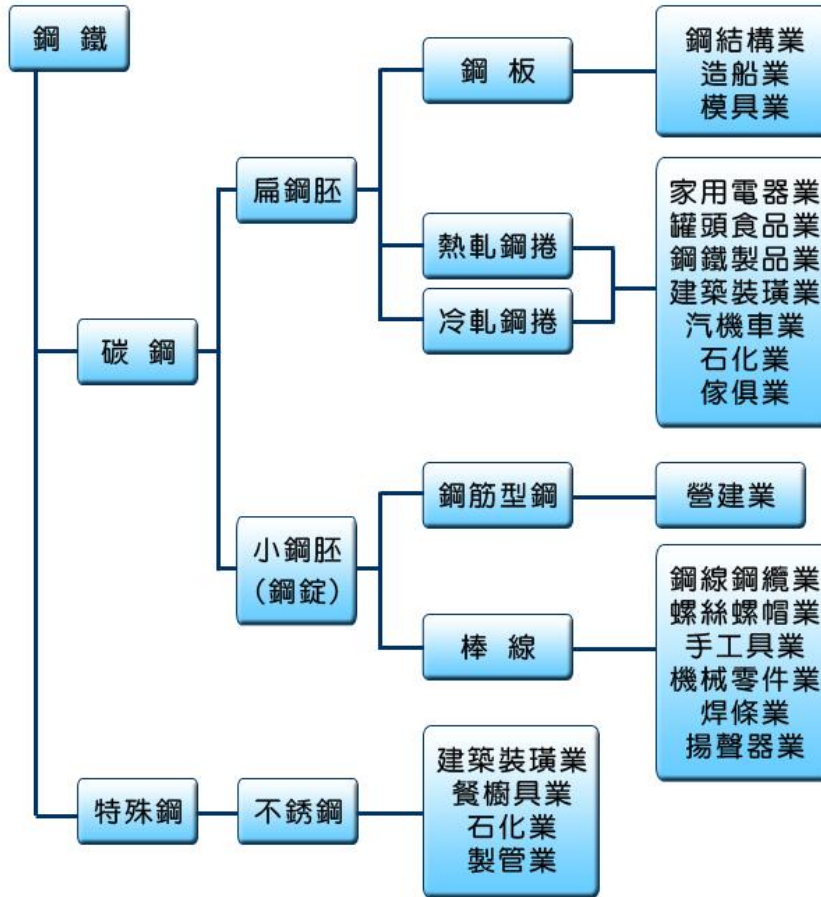 鋼 鐵
碳 鋼
扁鋼胚
鋼 板
鋼結構業
造船業
模具業
熱軋鋼捲
冷軋鋼捲
家用電器業
罐頭食品業
鋼鐵製品業
建築裝璜業
汽機車業
石化業
傢俱業
小鋼胚
(鋼錠)
鋼筋型鋼
營建業
棒 線
鋼線鋼纜業
螺絲螺帽業
手工具業
機械零件業
焊條業
揚聲器業
特殊鋼
不銹鋼
建築裝璜業
餐櫥具業
石化業
製管業